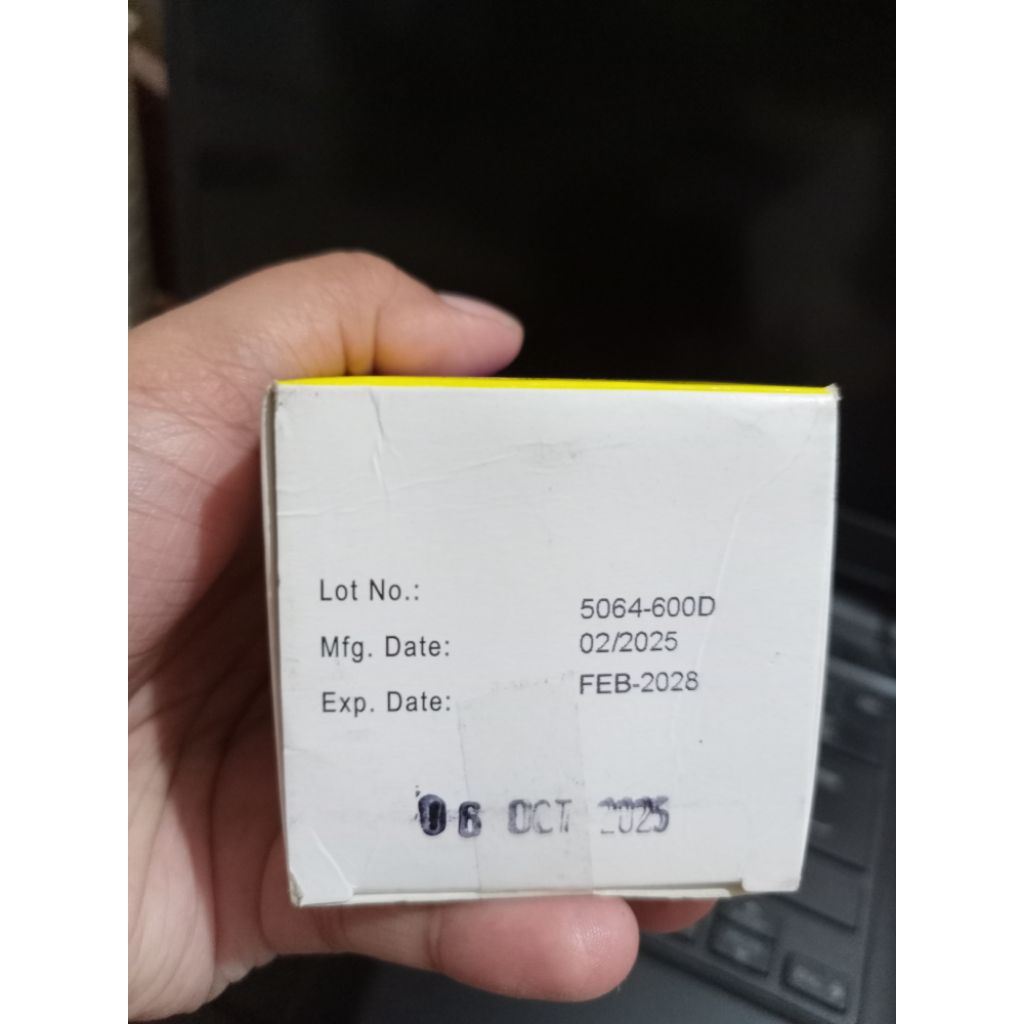 Lot No.: 5064-600D
Mfg. Date: 02/2025
Exp. Date: FEB-2028
06 OCT 2025